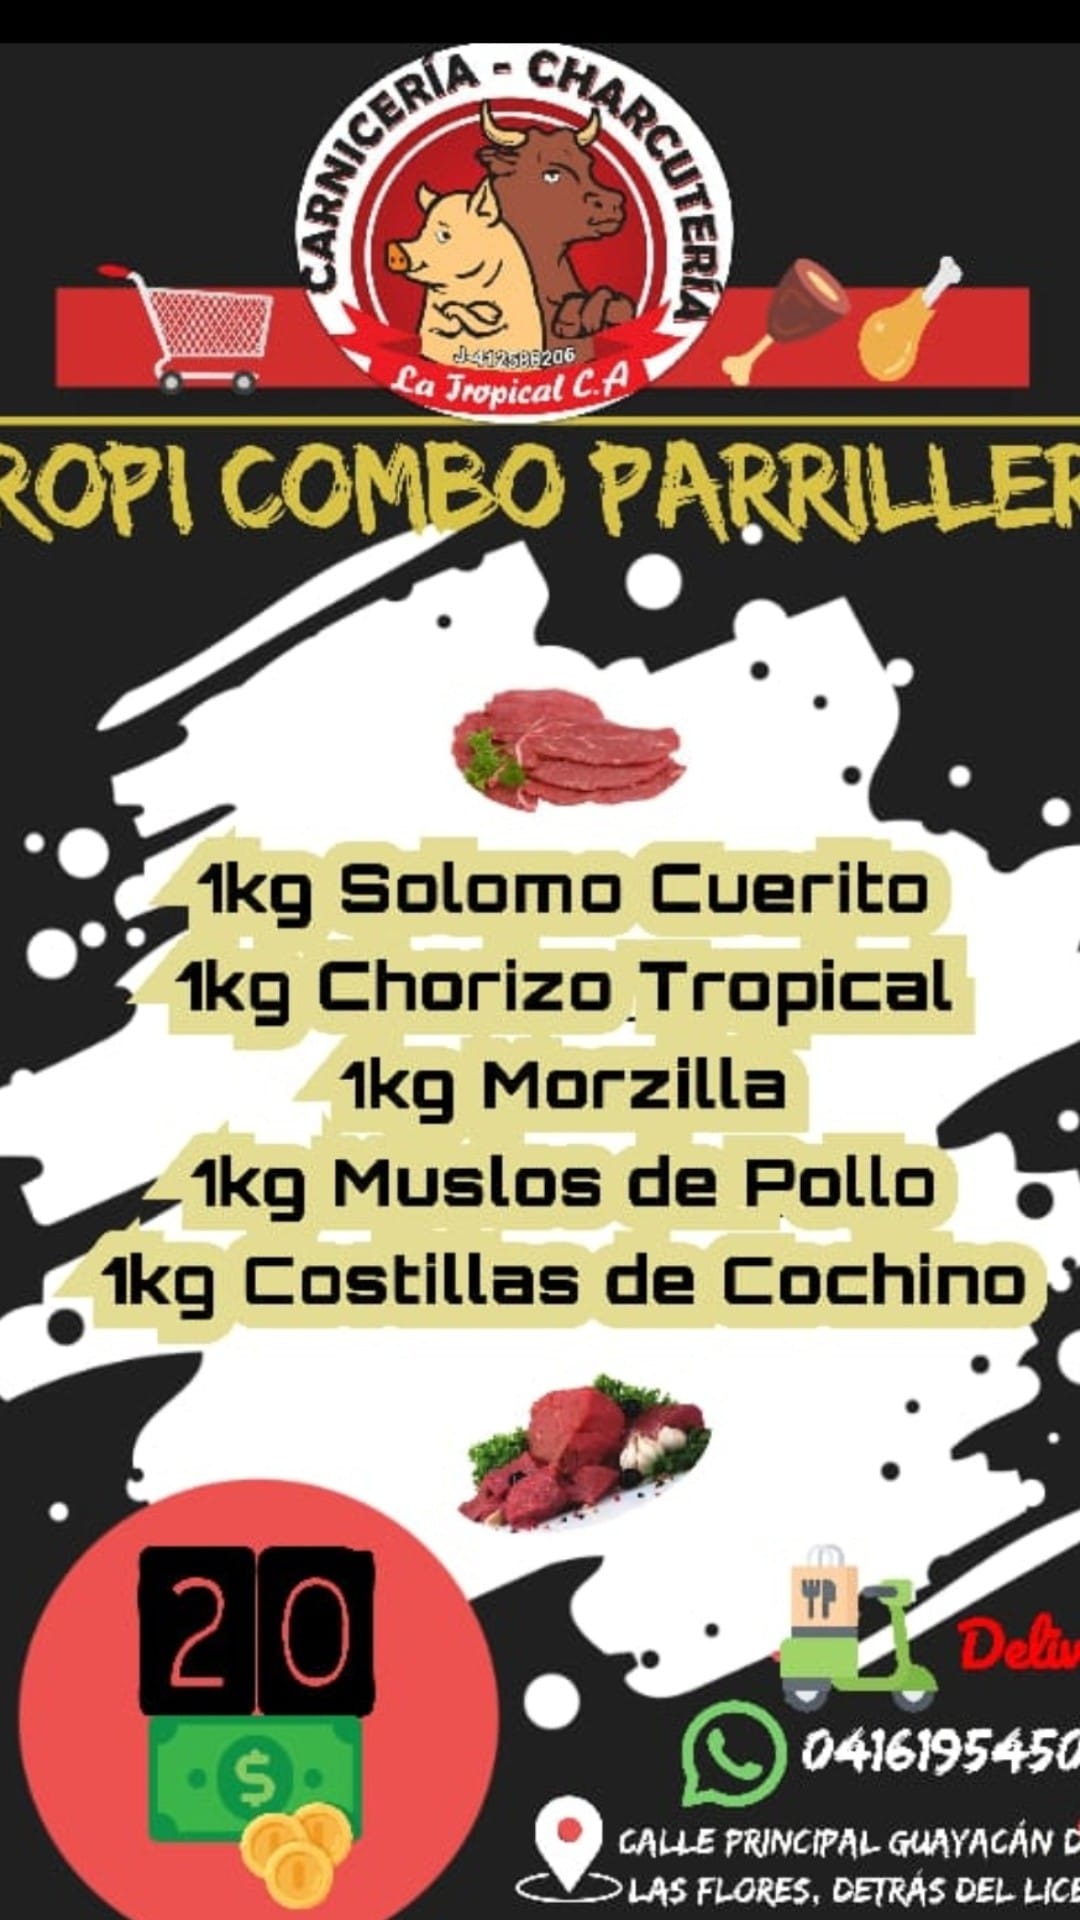 CARNICERÍA - CHARCUTERÍA
J-412586206
La Tropical C.A
ROPI COMBO PARRILLER
1kg Solomo Cuerito
1kg Chorizo Tropical
1kg Morzilla
1kg Muslos de Pollo
1kg Costillas de Cochino
20
$
Deliv
0416195450
CALLE PRINCIPAL GUAYACÁN D
LAS FLORES, DETRÁS DEL LICE